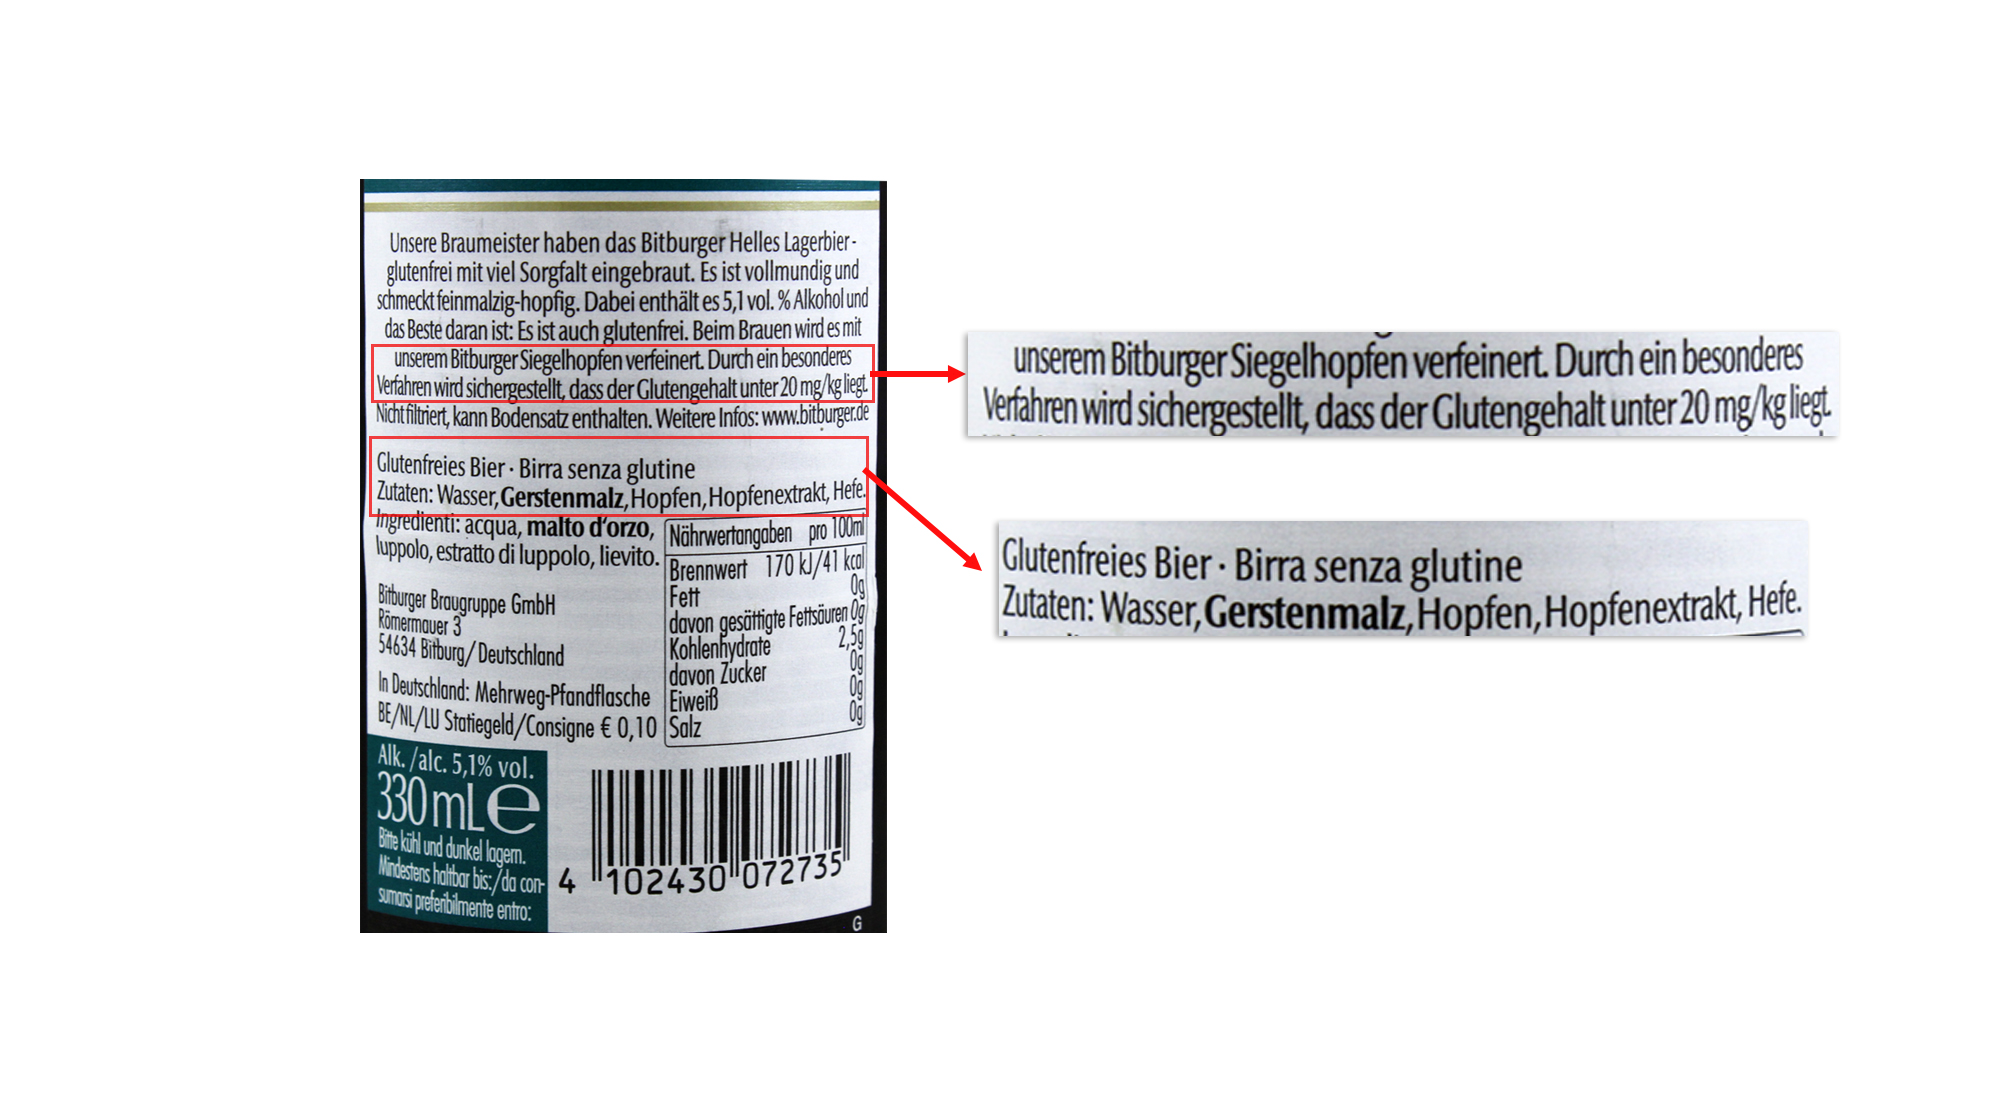 Unsere Braumeister haben das Bitburger Helles Lagerbier -
glutenfrei mit viel Sorgfalt eingebraut. Es ist vollmundig und
schmeckt feinmalzig-hopfig. Dabei enthält es 5,1 vol. % Alkohol und
das Beste daran ist: Es ist auch glutenfrei. Beim Brauen wird es mit
unserem Bitburger Siegelhopfen verfeinert. Durch ein besonderes
Verfahren wird sichergestellt, dass der Glutengehalt unter 20 mg/kg liegt.
Nicht filtriert, kann Bodensatz enthalten. Weitere Infos: www.bitburger.de
Glutenfreies Bier · Birra senza glutine
Zutaten: Wasser, Gerstenmalz, Hopfen, Hopfenextrakt, Hefe.
Ingredienti: acqua, malto d'orzo,
luppolo, estratto di luppolo, lievito.
Nährwertangaben pro 100ml
Brennwert 170 kJ/41 kcal
Fett 0g
davon gesättigte Fettsäuren 0g
Kohlenhydrate 2,5g
davon Zucker 0g
Eiweiß 0g
Salz 0g
Bitburger Braugruppe GmbH
Römermauer 3
54634 Bitburg/Deutschland
In Deutschland: Mehrweg-Pfandflasche
BE/NL/LU Statiegeld/Consigne € 0,10
Alk./alc. 5,1% vol.
330 mL e
Bitte kühl und dunkel lagern.
Mindestens haltbar bis:/da con-
sumarsi preferibilmente entro:
4 102430 072735
G
unserem Bitburger Siegelhopfen verfeinert. Durch ein besonderes
Verfahren wird sichergestellt, dass der Glutengehalt unter 20 mg/kg liegt.
Glutenfreies Bier · Birra senza glutine
Zutaten: Wasser, Gerstenmalz, Hopfen, Hopfenextrakt, Hefe.